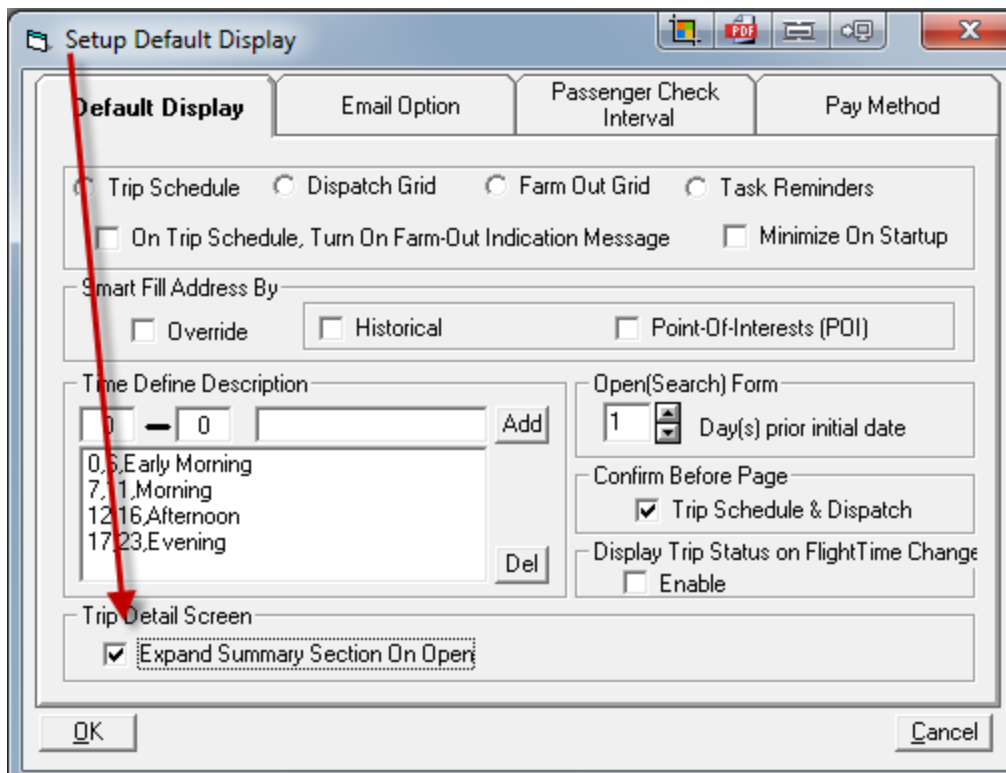 Setup Default Display
PDF
Default Display
Email Option
Passenger Check
Interval
Pay Method
Trip Schedule
Dispatch Grid
Farm Out Grid
Task Reminders
On Trip Schedule, Turn On Farm-Out Indication Message
Minimize On Startup
Smart Fill Address By
Override
Historical
Point-Of-Interests (POI)
Time Define Description
0
0
Add
0,6,Early Morning
7,11,Morning
12,16,Afternoon
17,23,Evening
Del
Open(Search) Form
1
Day(s) prior initial date
Confirm Before Page
Trip Schedule & Dispatch
Display Trip Status on FlightTime Change
Enable
Trip Detail Screen
Expand Summary Section On Open
OK
Cancel